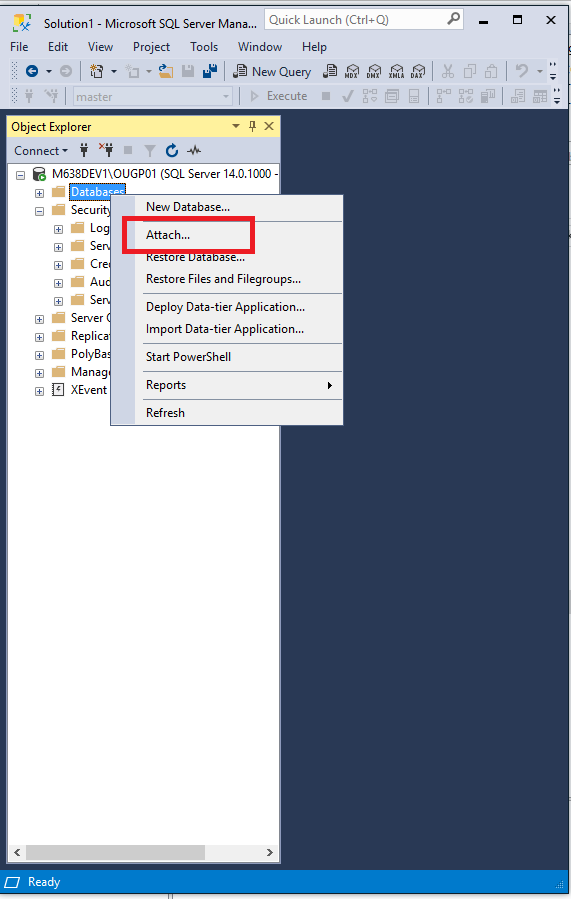 Solution1 - Microsoft SQL Server Mana...
Quick Launch (Ctrl+Q)
File Edit View Project Tools Window Help
New Query MDX DMX XMLA DAX
master Execute
Object Explorer
Connect
M638DEV1\OUGP01 (SQL Server 14.0.1000 -
Databases
New Database...
Security
Attach...
Log
Restore Database...
Serv
Cre
Restore Files and Filegroups...
Aud
Serv
Deploy Data-tier Application...
Server O
Import Data-tier Application...
Replicat
PolyBas
Start PowerShell
Manag
Reports
XEvent
Refresh
Ready